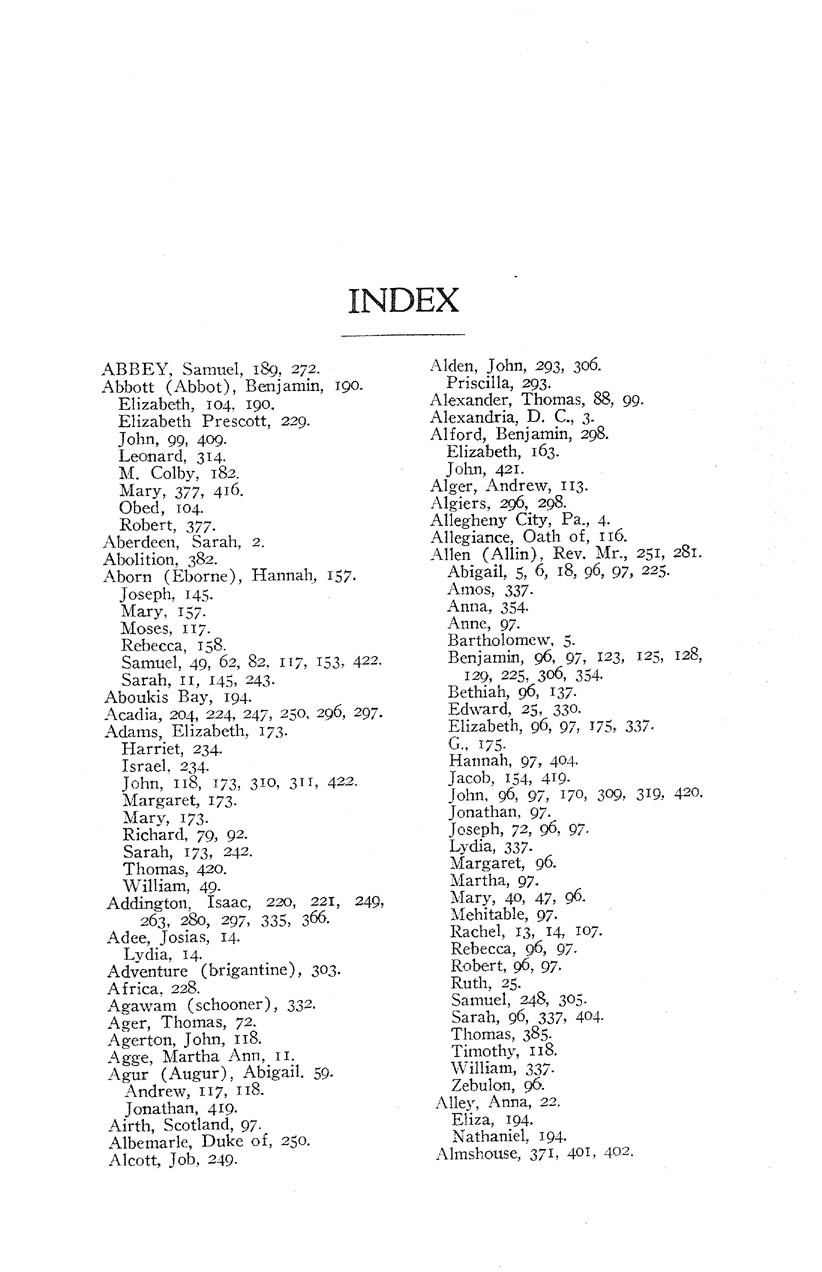 INDEX
ABBEY, Samuel, 189, 272.
Abbott (Abbot), Benjamin, 190.
Elizabeth, 104, 190.
Elizabeth Prescott, 229.
John, 99, 409.
Leonard, 314.
M. Colby, 182.
Mary, 377, 416.
Obed, 104.
Robert, 377.
Aberdeen, Sarah, 2.
Abolition, 382.
Aborn (Eborne), Hannah, 157.
Joseph, 145.
Mary, 157.
Moses, 117.
Rebecca, 158.
Samuel, 49, 62, 82, 117, 153, 422.
Sarah, 11, 145, 243.
Aboukis Bay, 194.
Acadia, 204, 224, 247, 250, 296, 297.
Adams, Elizabeth, 173.
Harriet, 234.
Israel, 234.
John, 118, 173, 310, 311, 422.
Margaret, 173.
Mary, 173.
Richard, 79, 92.
Sarah, 173, 242.
Thomas, 420.
William, 49.
Addington, Isaac, 220, 221, 249,
263, 280, 297, 335, 366.
Adee, Josias, 14.
Lydia, 14.
Adventure (brigantine), 303.
Africa, 228.
Agawam (schooner), 332.
Ager, Thomas, 72.
Agerton, John, 118.
Agge, Martha Ann, 11.
Agur (Augur), Abigail, 59.
Andrew, 117, 118.
Jonathan, 419.
Airth, Scotland, 97.
Albemarle, Duke of, 250.
Alcott, Job, 249.
Alden, John, 293, 306.
Priscilla, 293.
Alexander, Thomas, 88, 99.
Alexandria, D. C., 3.
Alford, Benjamin, 298.
Elizabeth, 163.
John, 421.
Alger, Andrew, 113.
Algiers, 296, 298.
Allegheny City, Pa., 4.
Allegiance, Oath of, 116.
Allen (Allin), Rev. Mr., 251, 281.
Abigail, 5, 6, 18, 96, 97, 225.
Amos, 337.
Anna, 354.
Anne, 97.
Bartholomew, 5.
Benjamin, 96, 97, 123, 125, 128,
129, 225, 306, 354.
Bethiah, 96, 137.
Edward, 25, 330.
Elizabeth, 96, 97, 175, 337.
G., 175.
Hannah, 97, 404.
Jacob, 154, 419.
John, 96, 97, 170, 309, 319, 420.
Jonathan, 97.
Joseph, 72, 96, 97.
Lydia, 337.
Margaret, 96.
Martha, 97.
Mary, 40, 47, 96.
Mehitable, 97.
Rachel, 13, 14, 107.
Rebecca, 96, 97.
Robert, 96, 97.
Ruth, 25.
Samuel, 248, 305.
Sarah, 96, 337, 404.
Thomas, 385.
Timothy, 118.
William, 337.
Zebulon, 96.
Alley, Anna, 22.
Eliza, 194.
Nathaniel, 194.
Almshouse, 371, 401, 402.